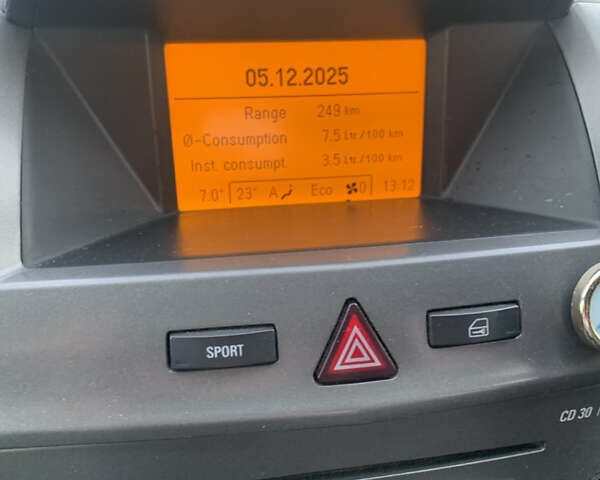 05.12.2025
Range 249 km
Ø-Consumption 7.5 Ltr/100 km
Inst. consumpt. 3.5 Ltr/100 km
7.0° 23° A Eco 0 13:12
SPORT
CD 30